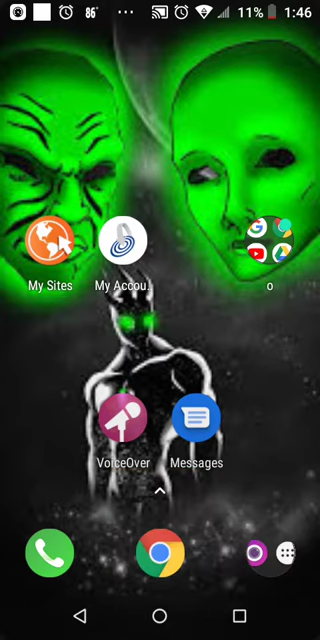 86°
11% 1:46
My Sites
My Accou..
o
VoiceOver
Messages